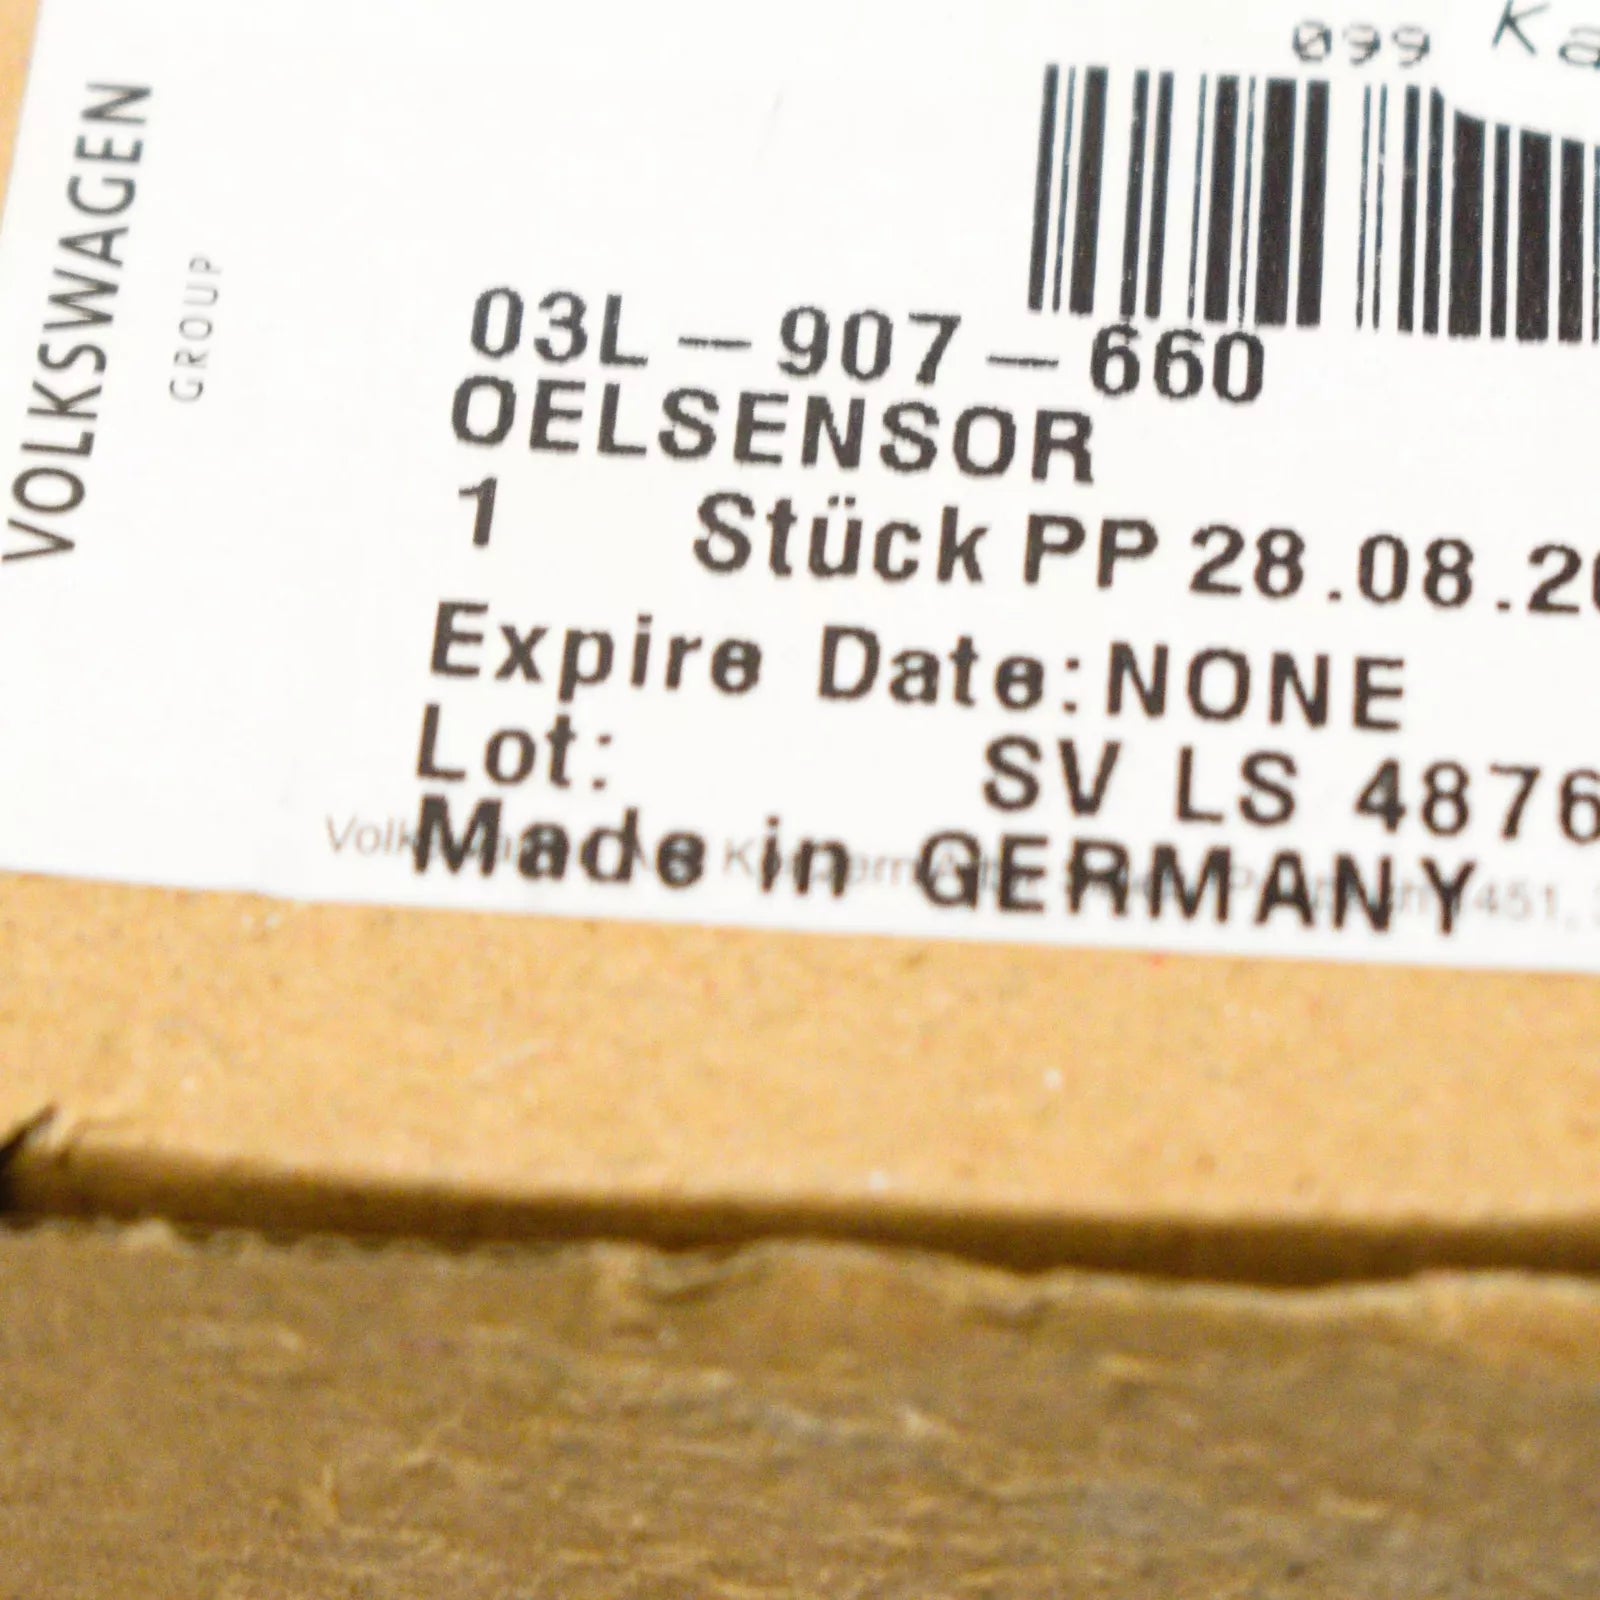 VOLKSWAGEN
GROUP
099 Ka
03L-907-660
OELSENSOR
1 Stück PP 28.08.20
Expire Date:NONE
Lot: SV LS 4876
Made in GERMANY
451,